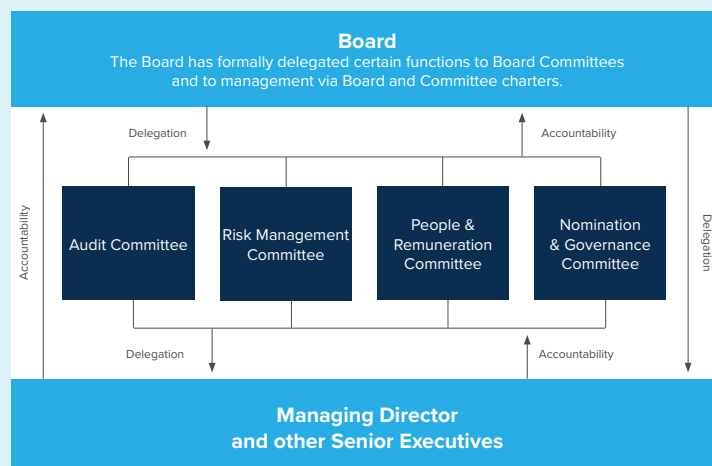 Board
The Board has formally delegated certain functions to Board Committees
and to management via Board and Committee charters.
Delegation
Accountability
Accountability
Delegation
Audit Committee
Risk Management
Committee
People &
Remuneration
Committee
Nomination
& Governance
Committee
Delegation
Accountability
Managing Director
and other Senior Executives